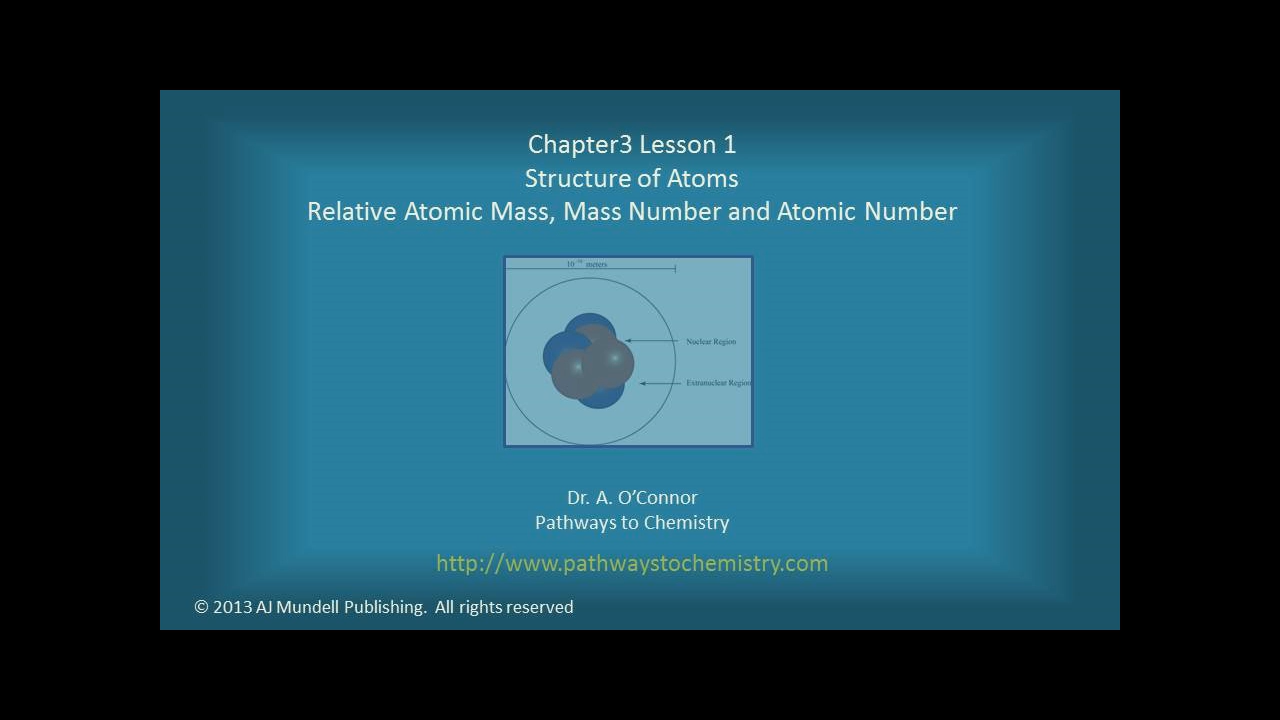 Chapter3 Lesson 1
Structure of Atoms
Relative Atomic Mass, Mass Number and Atomic Number
meters
Nuclear Region
Extranuclear Region
Dr. A. O’Connor
Pathways to Chemistry
http://www.pathwaystochemistry.com
© 2013 AJ Mundell Publishing.  All rights reserved